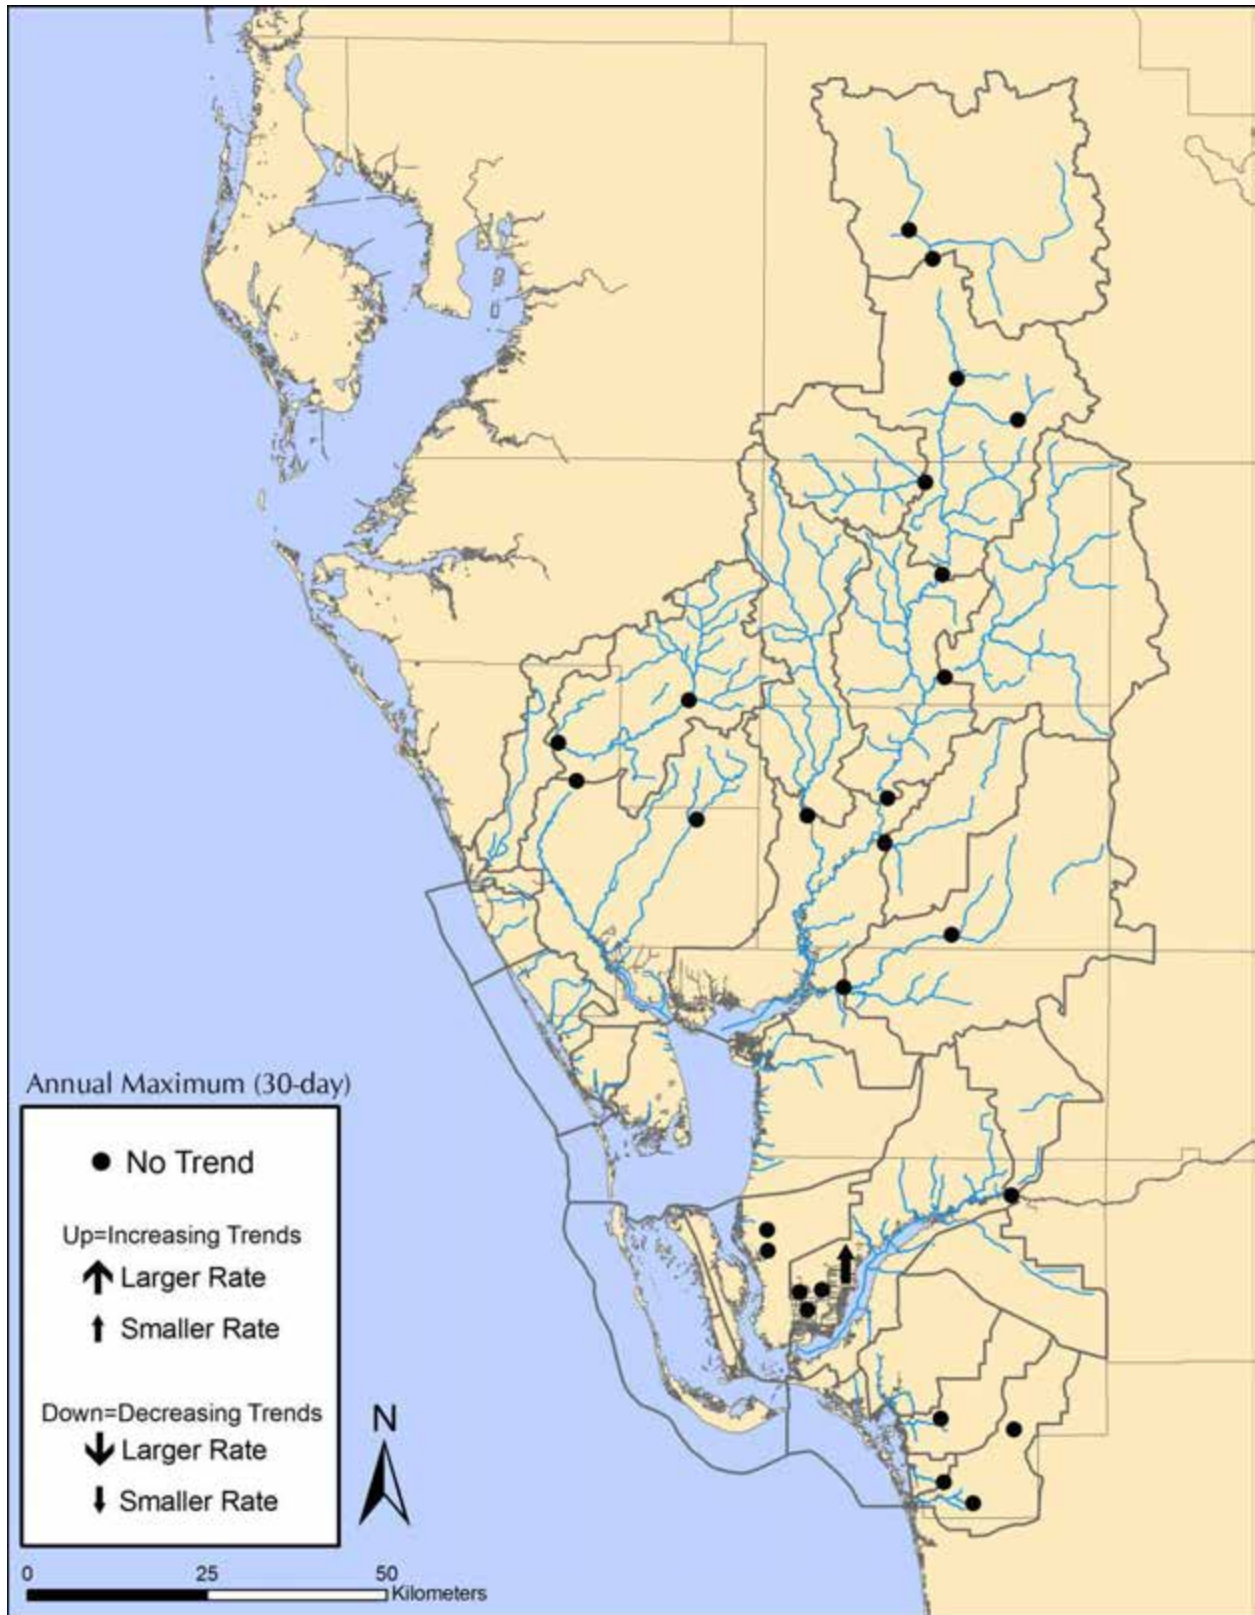 Annual Maximum (30-day)
No Trend
Up=Increasing Trends
Larger Rate
Smaller Rate
Down=Decreasing Trends
Larger Rate
Smaller Rate
N
0 25 50
Kilometers